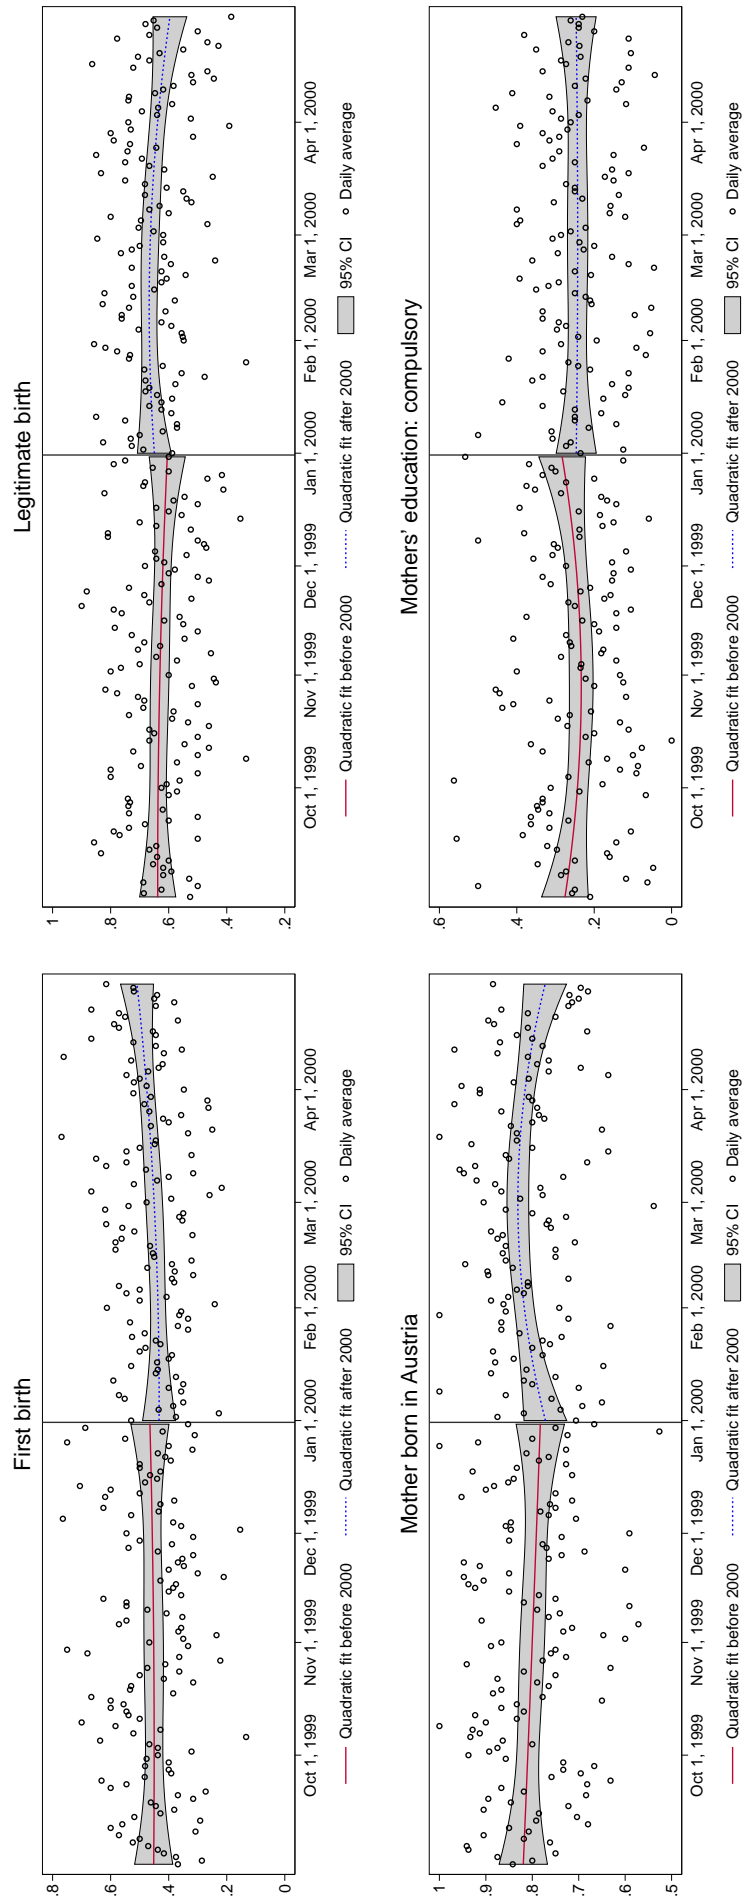 First birth
.8
.6
.4
.2
0
Oct 1, 1999 Nov 1, 1999 Dec 1, 1999 Jan 1, 2000 Feb 1, 2000 Mar 1, 2000 Apr 1, 2000
Quadratic fit before 2000 Quadratic fit after 2000 95% CI Daily average
Legitimate birth
1
.8
.6
.4
.2
Oct 1, 1999 Nov 1, 1999 Dec 1, 1999 Jan 1, 2000 Feb 1, 2000 Mar 1, 2000 Apr 1, 2000
Quadratic fit before 2000 Quadratic fit after 2000 95% CI Daily average
Mother born in Austria
1
.9
.8
.7
.6
.5
Oct 1, 1999 Nov 1, 1999 Dec 1, 1999 Jan 1, 2000 Feb 1, 2000 Mar 1, 2000 Apr 1, 2000
Quadratic fit before 2000 Quadratic fit after 2000 95% CI Daily average
Mothers' education: compulsory
.6
.4
.2
0
Oct 1, 1999 Nov 1, 1999 Dec 1, 1999 Jan 1, 2000 Feb 1, 2000 Mar 1, 2000 Apr 1, 2000
Quadratic fit before 2000 Quadratic fit after 2000 95% CI Daily average